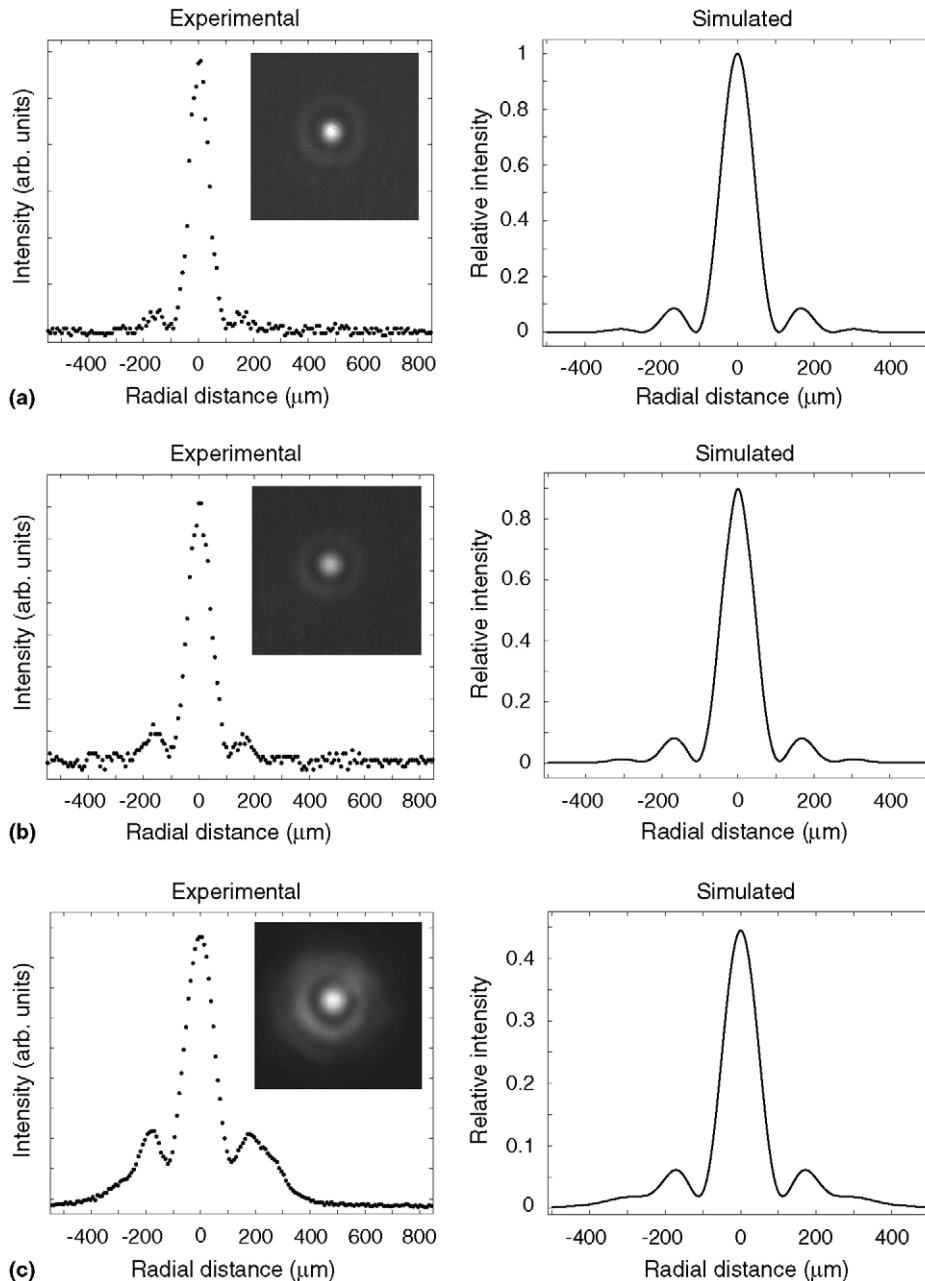 Experimental
Simulated
Intensity (arb. units)
-400 -200 0 200 400 600 800
Radial distance (μm)
Relative intensity
1
0.8
0.6
0.4
0.2
0
-400 -200 0 200 400
Radial distance (μm)
(a)
Experimental
Simulated
Intensity (arb. units)
-400 -200 0 200 400 600 800
Radial distance (μm)
Relative intensity
0.8
0.6
0.4
0.2
0
-400 -200 0 200 400
Radial distance (μm)
(b)
Experimental
Simulated
Intensity (arb. units)
-400 -200 0 200 400 600 800
Radial distance (μm)
Relative intensity
0.4
0.3
0.2
0.1
0
-400 -200 0 200 400
Radial distance (μm)
(c)